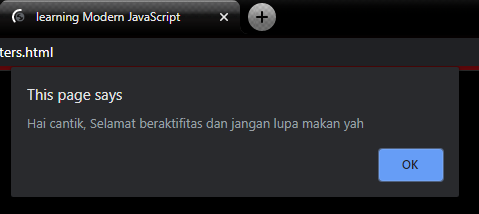 learning Modern JavaScript
ters.html
This page says
Hai cantik, Selamat beraktifitas dan jangan lupa makan yah
OK